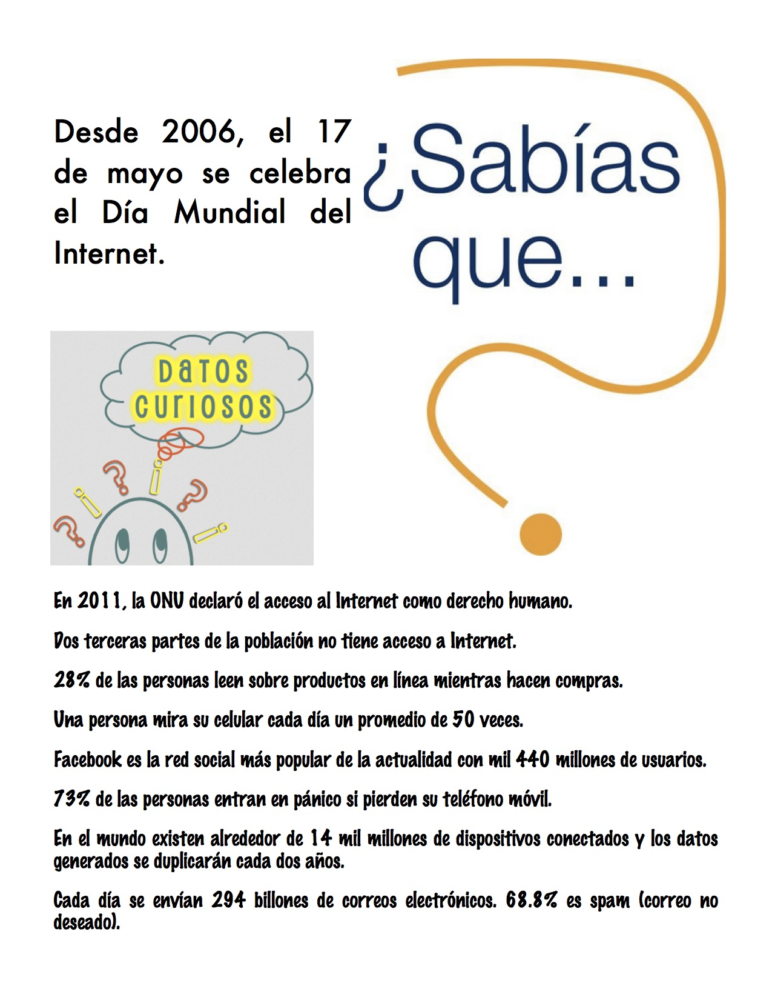 Desde 2006, el 17
de mayo se celebra
el Día Mundial del
Internet.
¿Sabías
que...
Datos
curiosos
En 2011, la ONU declaró el acceso al Internet como derecho humano.
Dos terceras partes de la población no tiene acceso a Internet.
28% de las personas leen sobre productos en línea mientras hacen compras.
Una persona mira su celular cada día un promedio de 50 veces.
Facebook es la red social más popular de la actualidad con mil 440 millones de usuarios.
73% de las personas entran en pánico si pierden su teléfono móvil.
En el mundo existen alrededor de 14 mil millones de dispositivos conectados y los datos
generados se duplicarán cada dos años.
Cada día se envían 294 billones de correos electrónicos. 68.8% es spam (correo no
deseado).